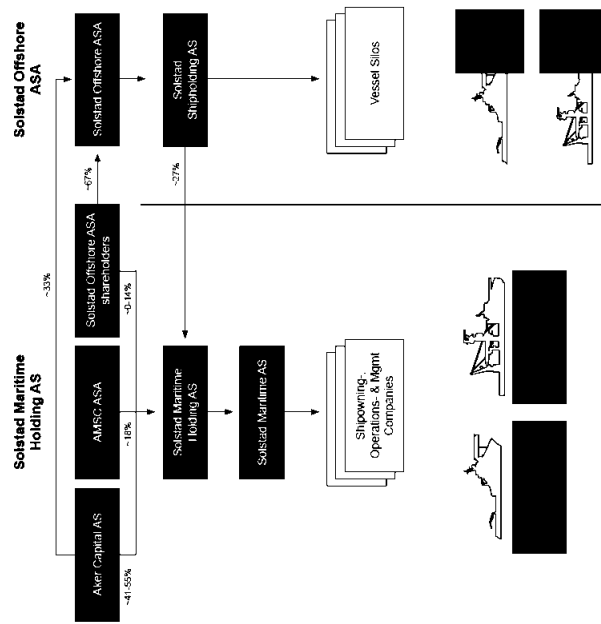 Solstad Maritime
Holding AS
Solstad Offshore
ASA
Aker Capital AS
AMSC ASA
Solstad Offshore ASA
shareholders
Solstad Offshore ASA
~33%
~67%
~41-55%
~18%
~0-14%
Solstad Maritime
Holding AS
~27%
Solstad
Shipholding AS
Solstad Maritime AS
Shipowning-,
Operations- & Mgmt
Companies
Vessel Silos